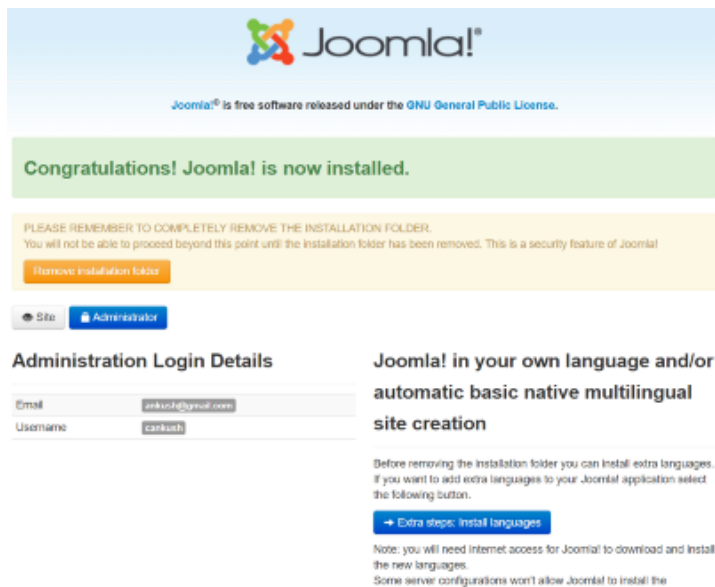 Joomla!®
Joomla!® is free software released under the GNU General Public License.
Congratulations! Joomla! is now installed.
PLEASE REMEMBER TO COMPLETELY REMOVE THE INSTALLATION FOLDER.
You will not be able to proceed beyond this point until the installation folder has been removed. This is a security feature of Joomla!
Remove installation folder
Site
Administrator
Administration Login Details
Email ankush@gmail.com
Username cankush
Joomla! in your own language and/or
automatic basic native multilingual
site creation
Before removing the installation folder you can install extra languages.
If you want to add extra languages to your Joomla! application select
the following button.
→ Extra steps: Install languages
Note: you will need internet access for Joomla! to download and install
the new languages.
Some server configurations won't allow Joomla! to install the